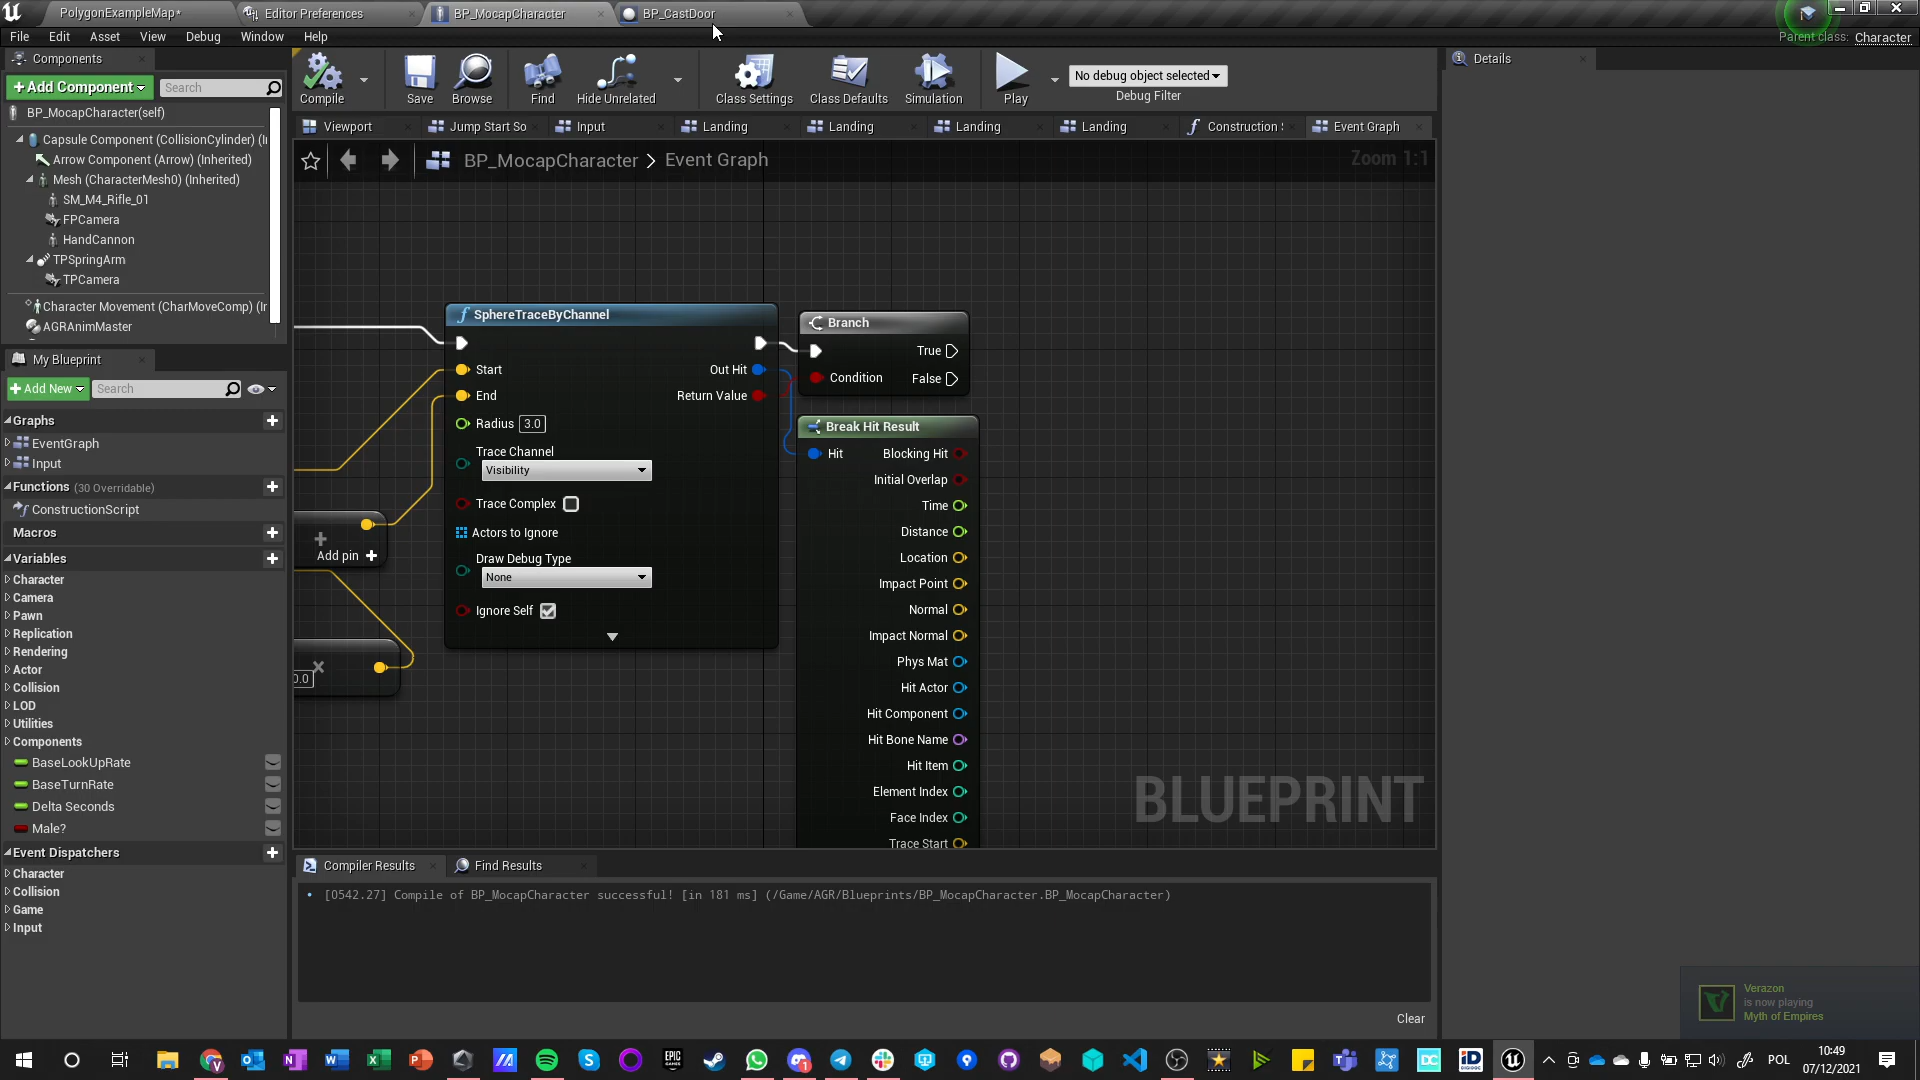 PolygonExampleMap*
Editor Preferences
BP_MocapCharacter
BP_CastDoor
File Edit Asset View Debug Window Help
Parent class: Character
Components
+Add Component
Search
BP_MocapCharacter(self)
Capsule Component (CollisionCylinder) (I
Arrow Component (Arrow) (Inherited)
Mesh (CharacterMesh0) (Inherited)
SM_M4_Rifle_01
FPCamera
HandCannon
TPSpringArm
TPCamera
Character Movement (CharMoveComp) (Ir
AGRAnimMaster
My Blueprint
+Add New
Search
Graphs
EventGraph
Input
Functions (30 Overridable)
ConstructionScript
Macros
Variables
Character
Camera
Pawn
Replication
Rendering
Actor
Collision
LOD
Utilities
Components
BaseLookUpRate
BaseTurnRate
Delta Seconds
Male?
Event Dispatchers
Character
Collision
Game
Input
Compile
Save
Browse
Find
Hide Unrelated
Class Settings
Class Defaults
Simulation
Play
No debug object selected
Debug Filter
Viewport
Jump Start So
Input
Landing
Landing
Landing
Landing
Construction S
Event Graph
BP_MocapCharacter > Event Graph
Zoom 1:1
SphereTraceByChannel
Start
Out Hit
End
Return Value
Radius 3.0
Trace Channel
Visibility
Trace Complex
Actors to Ignore
Draw Debug Type
None
Ignore Self
Add pin +
0.0
Branch
True
Condition
False
Break Hit Result
Hit
Blocking Hit
Initial Overlap
Time
Distance
Location
Impact Point
Normal
Impact Normal
Phys Mat
Hit Actor
Hit Component
Hit Bone Name
Hit Item
Element Index
Face Index
Trace Start
BLUEPRINT
Compiler Results
Find Results
[0542.27] Compile of BP_MocapCharacter successful! [in 181 ms] (/Game/AGR/Blueprints/BP_MocapCharacter.BP_MocapCharacter)
Clear
Details
Verazon
is now playing
Myth of Empires
POL
10:49
07/12/2021